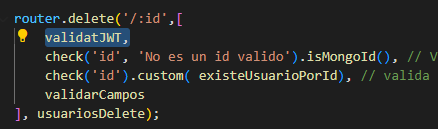 router.delete('/:id',[
validatJWT,
check('id', 'No es un id valido').isMongoId(), // V
check('id').custom( existeUsuarioPorId), // valida
validarCampos
], usuariosDelete);